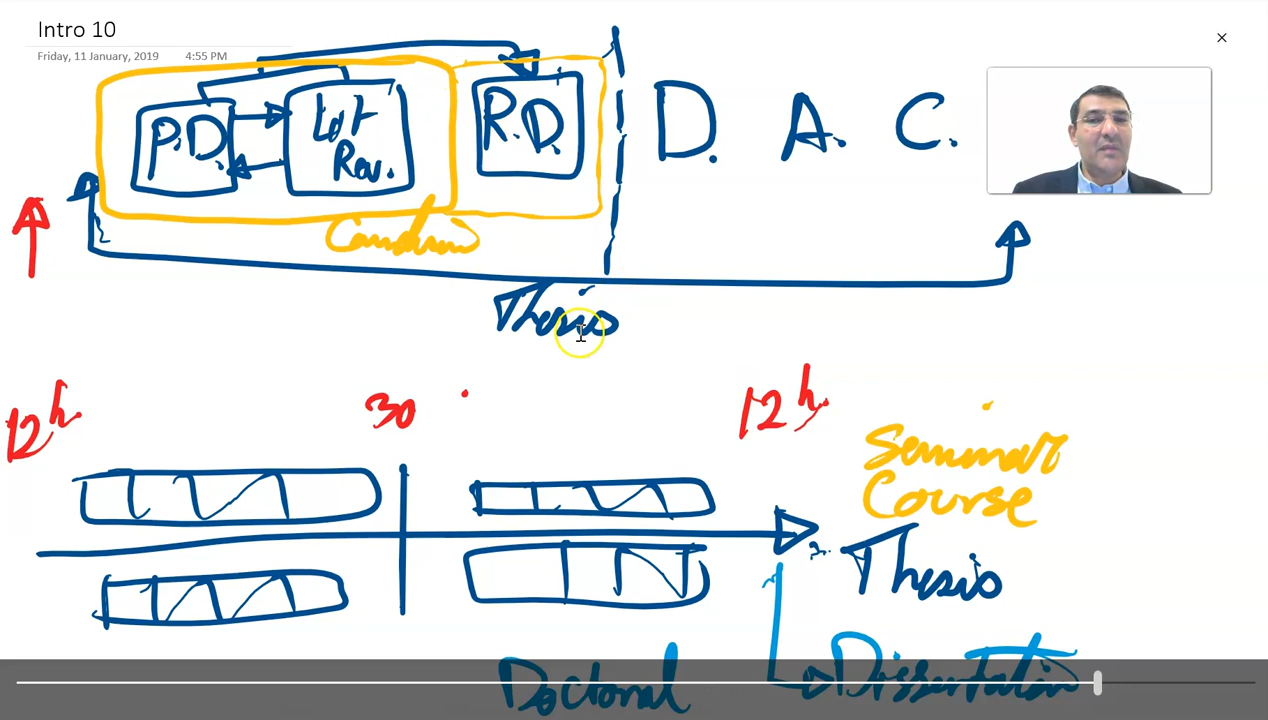 Intro 10
Friday, 11 January, 2019 4:55 PM
P.D. Lit Rev. R.D. D. A. C.
Thesis
12h. 30 12h.
Seminar
Course
Thesis
Doctoral Dissertation